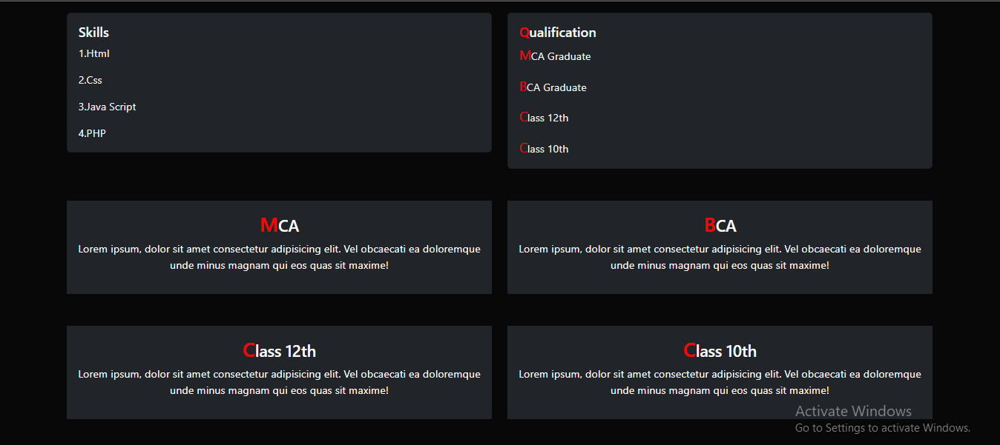 Skills
1.Html
2.Css
3.Java Script
4.PHP
Qualification
MCA Graduate
BCA Graduate
Class 12th
Class 10th
MCA
Lorem ipsum, dolor sit amet consectetur adipisicing elit. Vel obcaecati ea doloremque
unde minus magnam qui eos quas sit maxime!
BCA
Lorem ipsum, dolor sit amet consectetur adipisicing elit. Vel obcaecati ea doloremque
unde minus magnam qui eos quas sit maxime!
Class 12th
Lorem ipsum, dolor sit amet consectetur adipisicing elit. Vel obcaecati ea doloremque
unde minus magnam qui eos quas sit maxime!
Class 10th
Lorem ipsum, dolor sit amet consectetur adipisicing elit. Vel obcaecati ea doloremque
unde minus magnam qui eos quas sit maxime!
Activate Windows
Go to Settings to activate Windows.